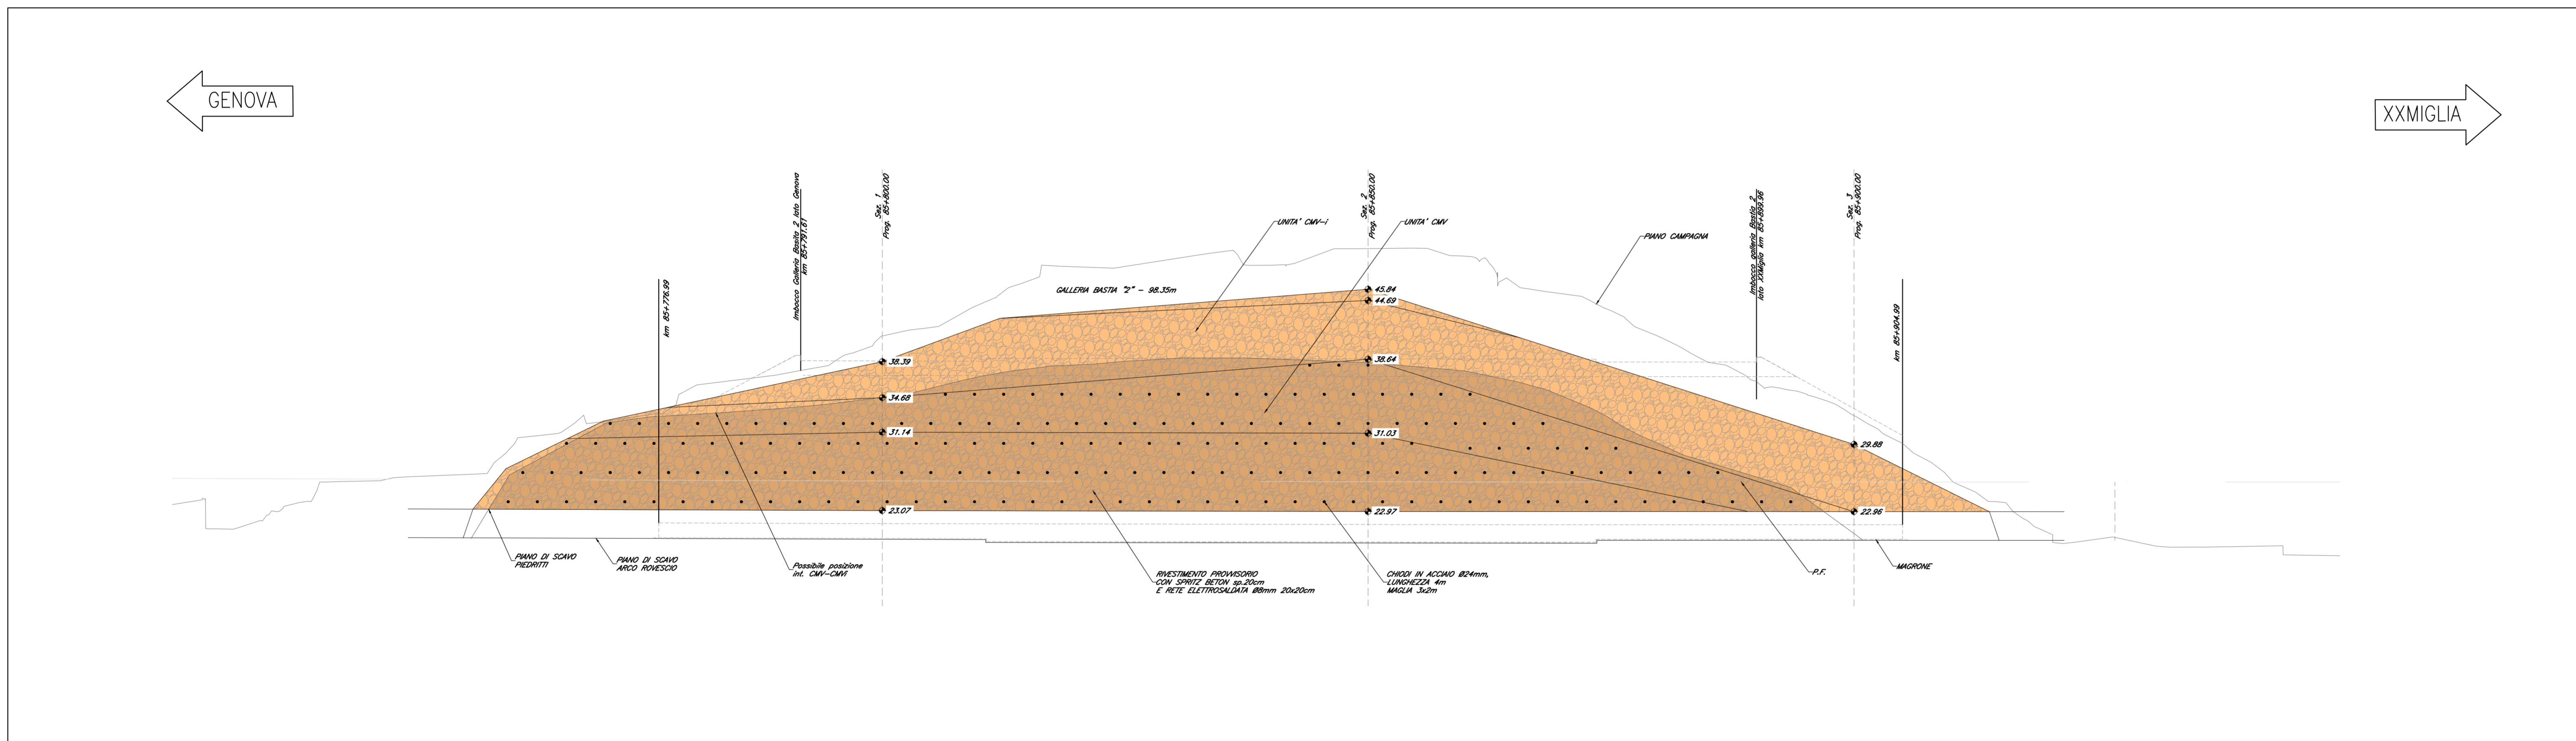 GENOVA
XXMIGLIA
km 85+776.99
Imbocco Galleria Basita 2 lato Genova
km 85+791.61
Sez. 1
Prog. 85+800.00
Sez. 2
Prog. 85+850.00
Imbocco galleria Bastia 2
lato XXMiglia km 85+899.96
Sez. 3
Prog. 85+900.00
km 85+904.99
UNITA' CMV-i
UNITA' CMV
PIANO CAMPAGNA
GALLERIA BASTIA "2" - 98.35m
45.84
44.69
38.39
38.64
34.68
31.14
31.03
29.88
23.07
22.97
22.96
PIANO DI SCAVO
PIEDRITTI
PIANO DI SCAVO
ARCO ROVESCIO
Possibile posizione
int. CMV-CMVi
RIVESTIMENTO PROVVISORIO
CON SPRITZ BETON sp.20cm
E RETE ELETTROSALDATA Ø8mm 20x20cm
CHIODI IN ACCIAIO Ø24mm,
LUNGHEZZA 4m
MAGLIA 3x2m
P.F.
MAGRONE